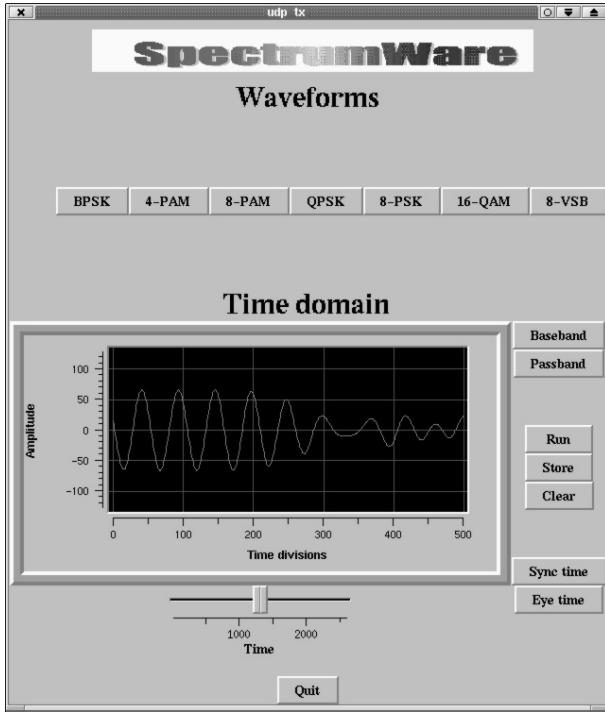 udp tx
SpectrumWare
Waveforms
BPSK 4-PAM 8-PAM QPSK 8-PSK 16-QAM 8-VSB
Time domain
Baseband
Passband
Amplitude
100
50
0
-50
-100
0 100 200 300 400 500
Time divisions
Run
Store
Clear
Sync time
Eye time
1000 2000
Time
Quit